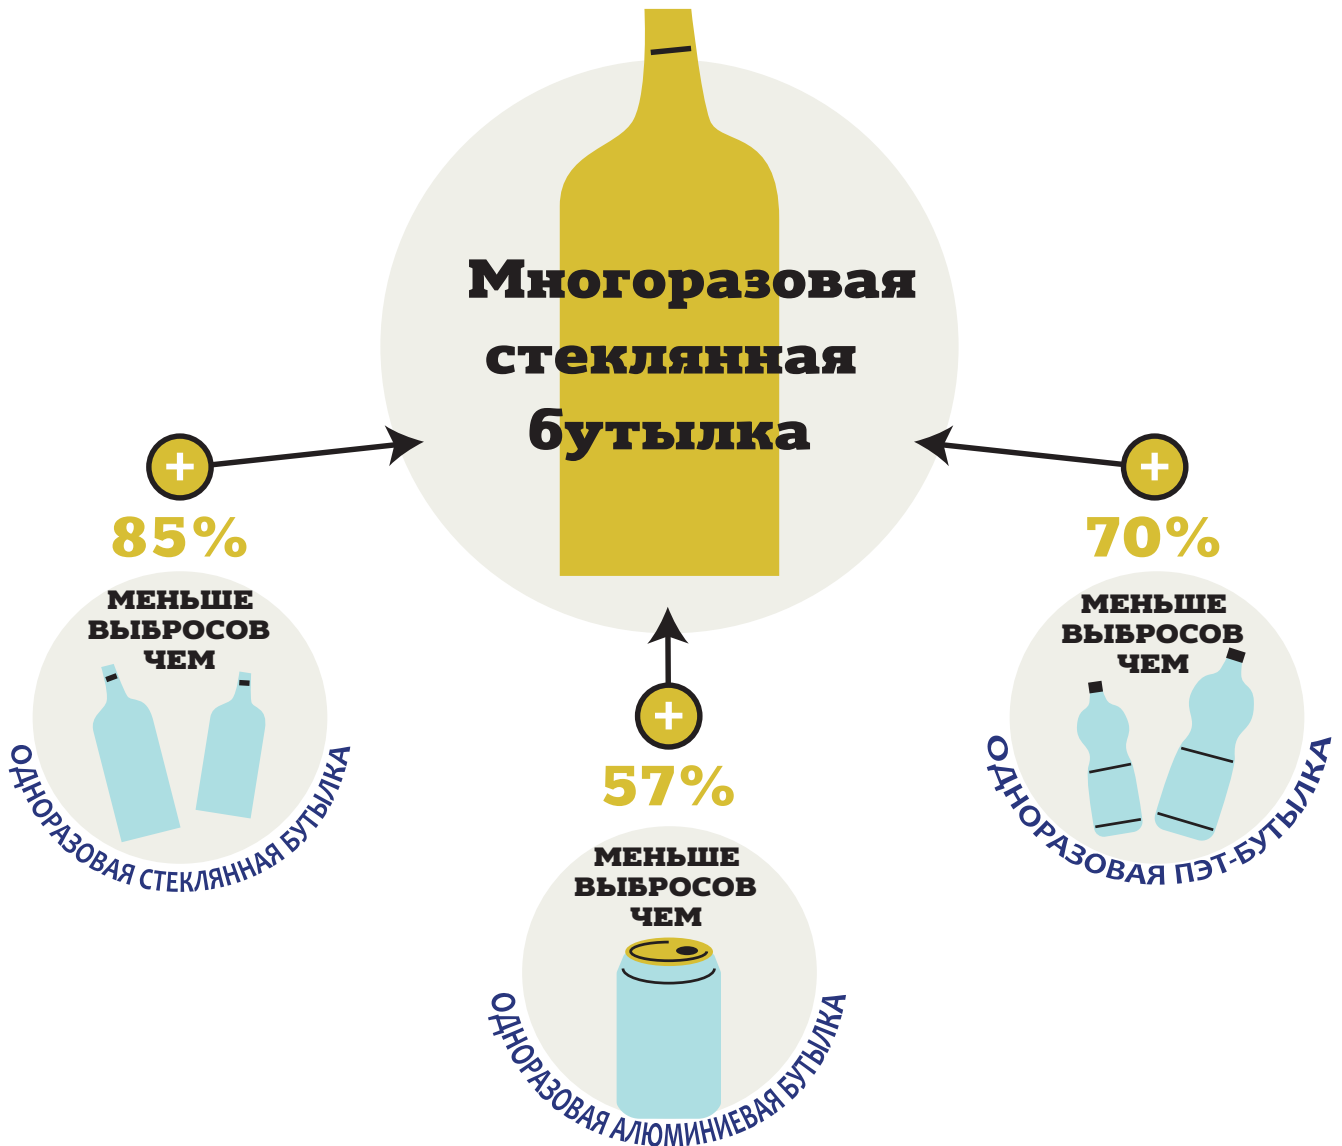 Многоразовая
стеклянная
бутылка
+
85%
МЕНЬШЕ
ВЫБРОСОВ
ЧЕМ
ОДНОРАЗОВАЯ СТЕКЛЯННАЯ БУТЫЛКА
+
57%
МЕНЬШЕ
ВЫБРОСОВ
ЧЕМ
ОДНОРАЗОВАЯ АЛЮМИНИЕВАЯ БУТЫЛКА
+
70%
МЕНЬШЕ
ВЫБРОСОВ
ЧЕМ
ОДНОРАЗОВАЯ ПЭТ-БУТЫЛКА